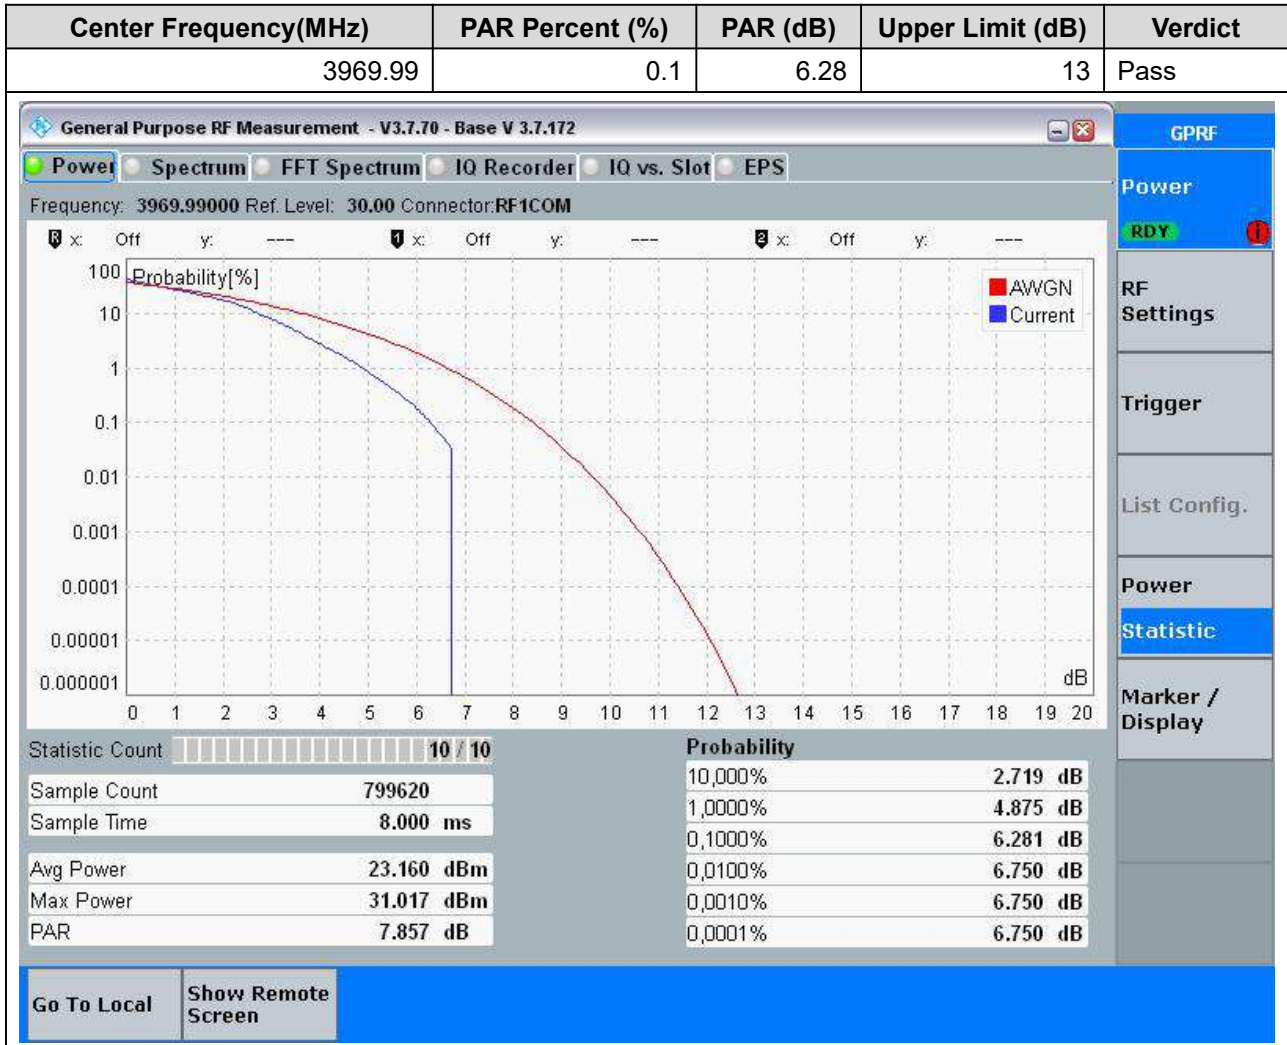 Center Frequency(MHz) PAR Percent (%) PAR (dB) Upper Limit (dB) Verdict
3969.99 0.1 6.28 13 Pass
General Purpose RF Measurement - V3.7.70 - Base V 3.7.172
GPRF
Power Spectrum FFT Spectrum IQ Recorder IQ vs. Slot EPS
Power
RDY
Frequency: 3969.99000 Ref. Level: 30.00 Connector:RF1COM
R x: Off y: --- 1 x: Off y: --- 2 x: Off y: ---
Probability[%]
AWGN
Current
100
10
1
0.1
0.01
0.001
0.0001
0.00001
0.000001
dB
0 1 2 3 4 5 6 7 8 9 10 11 12 13 14 15 16 17 18 19 20
RF
Settings
Trigger
List Config.
Power
Statistic
Marker /
Display
Statistic Count 10 / 10
Sample Count 799620
Sample Time 8.000 ms
Avg Power 23.160 dBm
Max Power 31.017 dBm
PAR 7.857 dB
Probability
10,000% 2.719 dB
1,0000% 4.875 dB
0,1000% 6.281 dB
0,0100% 6.750 dB
0,0010% 6.750 dB
0,0001% 6.750 dB
Go To Local
Show Remote
Screen